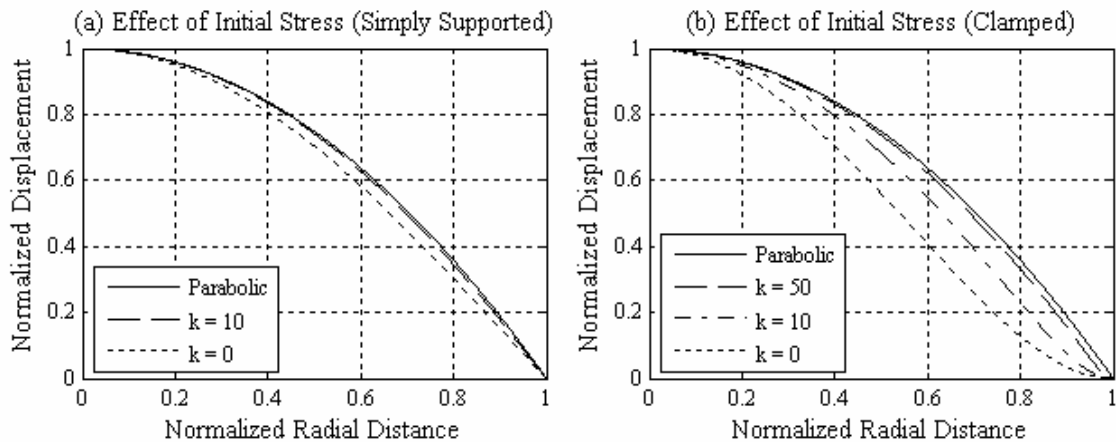 (a) Effect of Initial Stress (Simply Supported)
Normalized Displacement
1
0.8
0.6
0.4
0.2
0
Parabolic
k = 10
k = 0
0 0.2 0.4 0.6 0.8 1
Normalized Radial Distance
(b) Effect of Initial Stress (Clamped)
Normalized Displacement
1
0.8
0.6
0.4
0.2
0
Parabolic
k = 50
k = 10
k = 0
0 0.2 0.4 0.6 0.8 1
Normalized Radial Distance